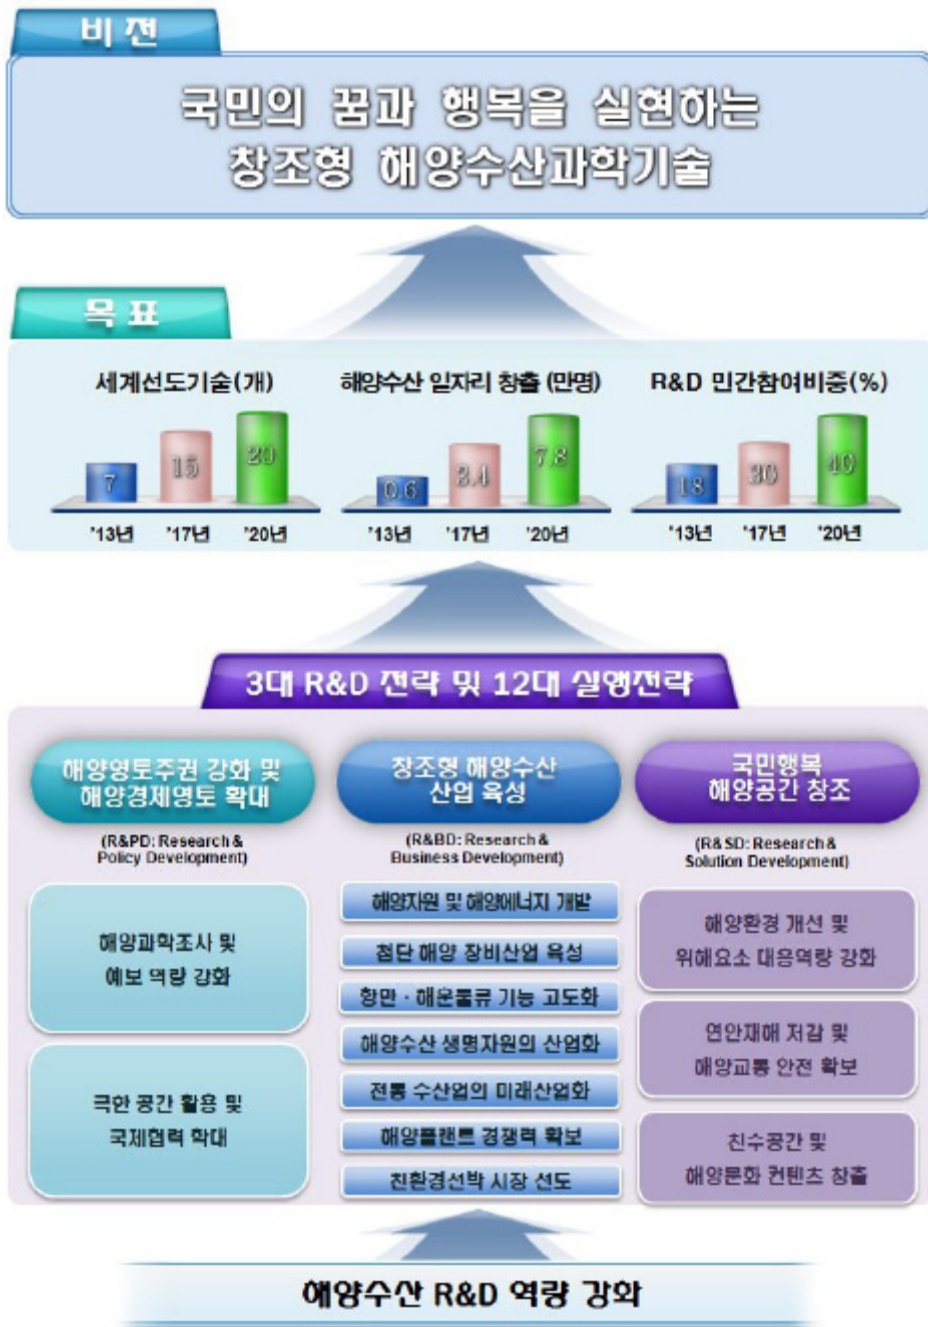 비 전
국민의 꿈과 행복을 실현하는
창조형 해양수산과학기술
목 표
세계선도기술(개)
7
15
20
'13년
'17년
'20년
해양수산 일자리 창출 (만명)
0.6
3.4
7.8
'13년
'17년
'20년
R&D 민간참여비중(%)
18
30
40
'13년
'17년
'20년
3대 R&D 전략 및 12대 실행전략
해양영토주권 강화 및
해양경제영토 확대
(R&PD: Research &
Policy Development)
해양과학조사 및
예보 역량 강화
극한 공간 활용 및
국제협력 확대
창조형 해양수산
산업 육성
(R&BD: Research &
Business Development)
해양자원 및 해양에너지 개발
첨단 해양 장비산업 육성
항만 · 해운물류 기능 고도화
해양수산 생명자원의 산업화
전통 수산업의 미래산업화
해양플랜트 경쟁력 확보
친환경선박 시장 선도
국민행복
해양공간 창조
(R&SD: Research &
Solution Development)
해양환경 개선 및
위해요소 대응역량 강화
연안재해 저감 및
해양교통 안전 확보
친수공간 및
해양문화 컨텐츠 창출
해양수산 R&D 역량 강화